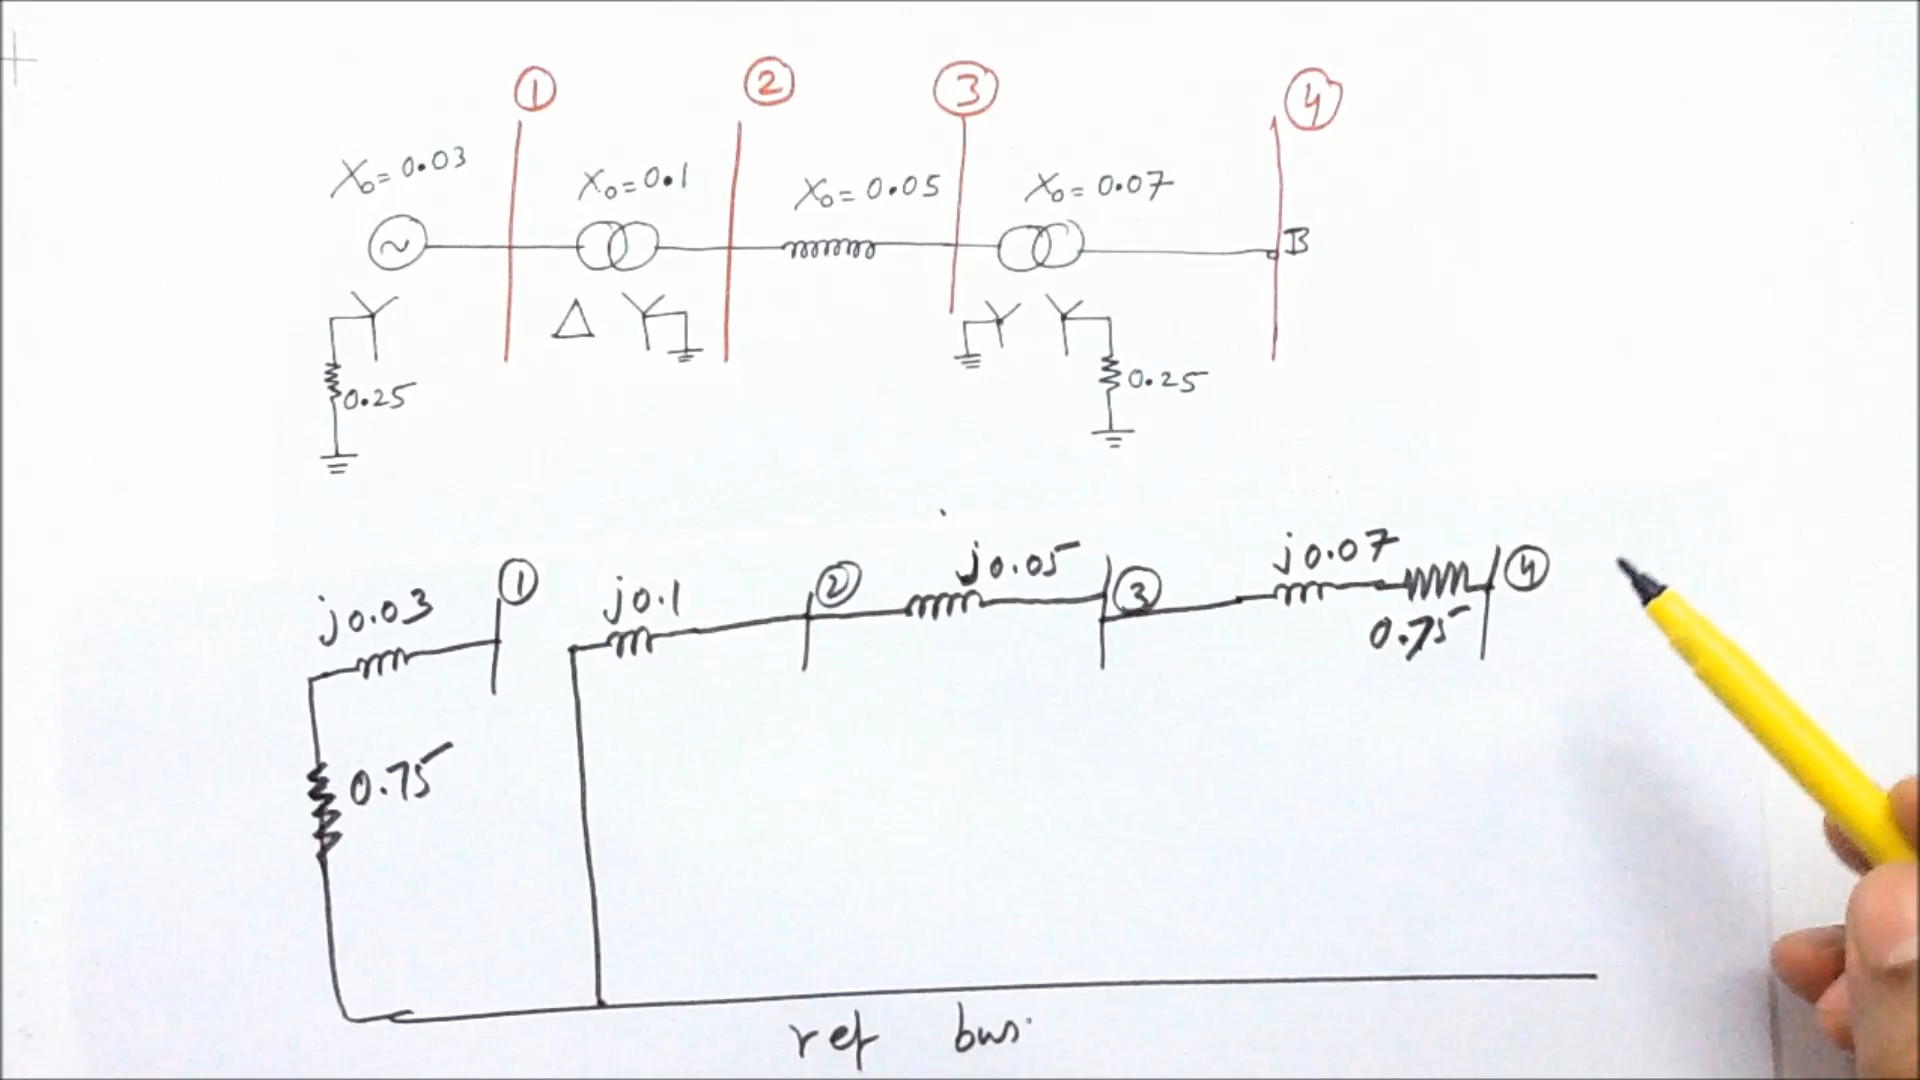 ① ② ③ ④
X₀ = 0.03
X₀ = 0.1
X₀ = 0.05
X₀ = 0.07
~
B
Δ
0.25
0.25
j0.03
①
j0.1
②
j0.05
③
j0.07
④
0.75
0.75
ref bus